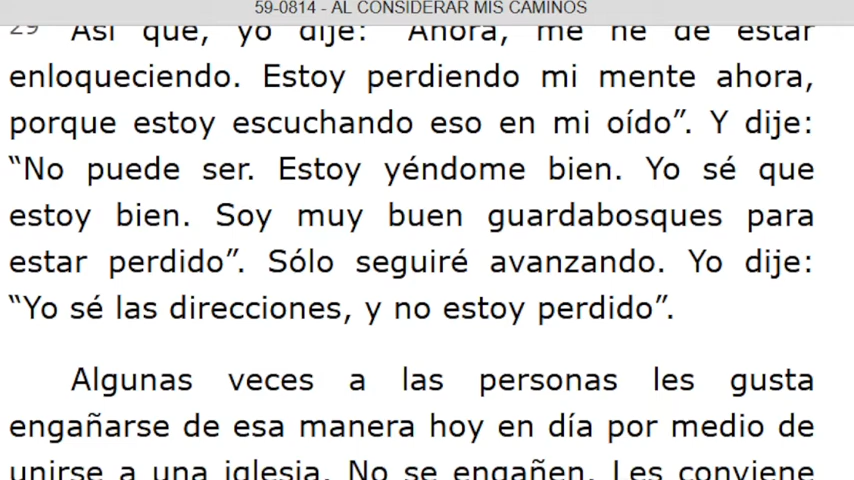 59-0814 - AL CONSIDERAR MIS CAMINOS
29 Así que, yo dije: “Ahora, me he de estar
enloqueciendo. Estoy perdiendo mi mente ahora,
porque estoy escuchando eso en mi oído”. Y dije:
“No puede ser. Estoy yéndome bien. Yo sé que
estoy bien. Soy muy buen guardabosques para
estar perdido”. Sólo seguiré avanzando. Yo dije:
“Yo sé las direcciones, y no estoy perdido”.
Algunas veces a las personas les gusta
engañarse de esa manera hoy en día por medio de
unirse a una iglesia. No se engañen. Les conviene